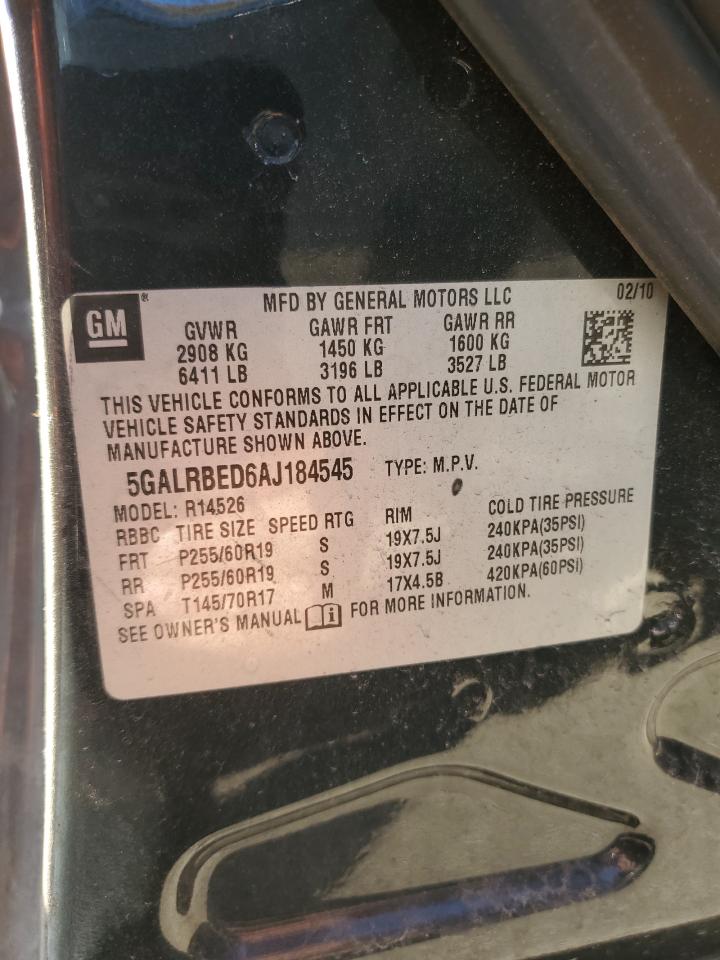 GM® MFD BY GENERAL MOTORS LLC 02/10
GVWR GAWR FRT GAWR RR
2908 KG 1450 KG 1600 KG
6411 LB 3196 LB 3527 LB
THIS VEHICLE CONFORMS TO ALL APPLICABLE U.S. FEDERAL MOTOR
VEHICLE SAFETY STANDARDS IN EFFECT ON THE DATE OF
MANUFACTURE SHOWN ABOVE.
5GALRBED6AJ184545 TYPE: M.P.V.
MODEL: R14526
RBBC TIRE SIZE SPEED RTG RIM COLD TIRE PRESSURE
FRT P255/60R19 S 19X7.5J 240KPA(35PSI)
RR P255/60R19 S 19X7.5J 240KPA(35PSI)
SPA T145/70R17 M 17X4.5B 420KPA(60PSI)
SEE OWNER'S MANUAL i FOR MORE INFORMATION.